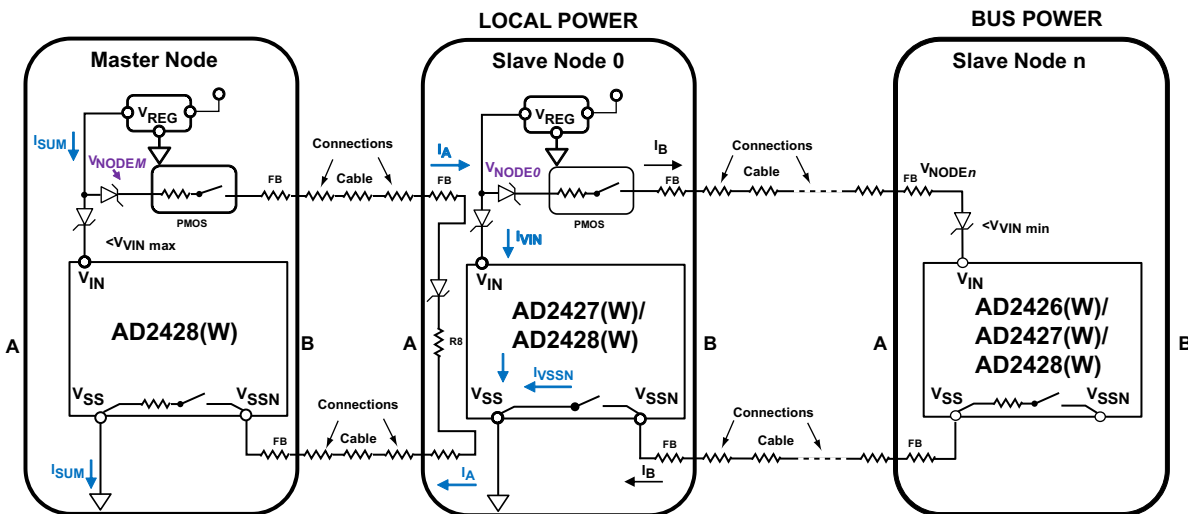 LOCAL POWER
BUS POWER
Master Node
Slave Node 0
Slave Node n
VREG
VREG
ISUM
Connections
IA
IB
Connections
VNODEM
VNODE0
VNODEn
FB
Cable
FB
FB
Cable
FB
PMOS
PMOS
<VVIN max
IVIN
<VVIN min
VIN
VIN
VIN
AD2428(W)
AD2427(W)/
AD2428(W)
AD2426(W)/
AD2427(W)/
AD2428(W)
A
B
A
R8
B
A
B
IVSSN
VSS
VSSN
VSS
VSSN
VSS
VSSN
Connections
Connections
FB
Cable
FB
Cable
FB
ISUM
IA
IB